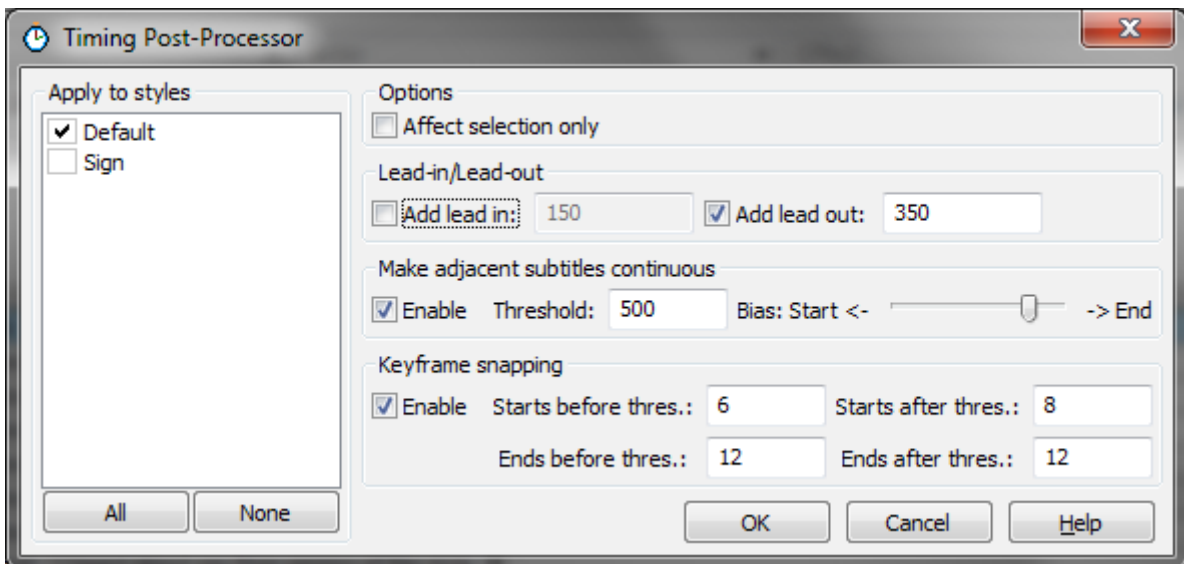 Timing Post-Processor
Apply to styles
Default
Sign
All None
Options
Affect selection only
Lead-in/Lead-out
Add lead in: 150 Add lead out: 350
Make adjacent subtitles continuous
Enable Threshold: 500 Bias: Start <- -> End
Keyframe snapping
Enable Starts before thres.: 6 Starts after thres.: 8
Ends before thres.: 12 Ends after thres.: 12
OK Cancel Help